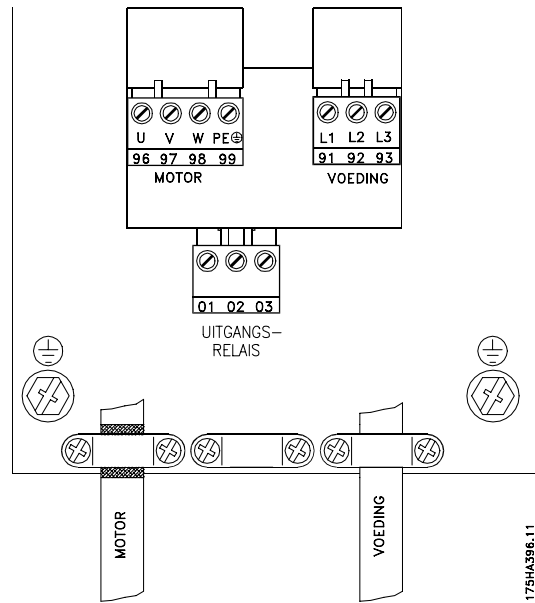 U V W PE
96 97 98 99
MOTOR
L1 L2 L3
91 92 93
VOEDING
01 02 03
UITGANGS-
RELAIS
MOTOR
VOEDING
175HA396.11